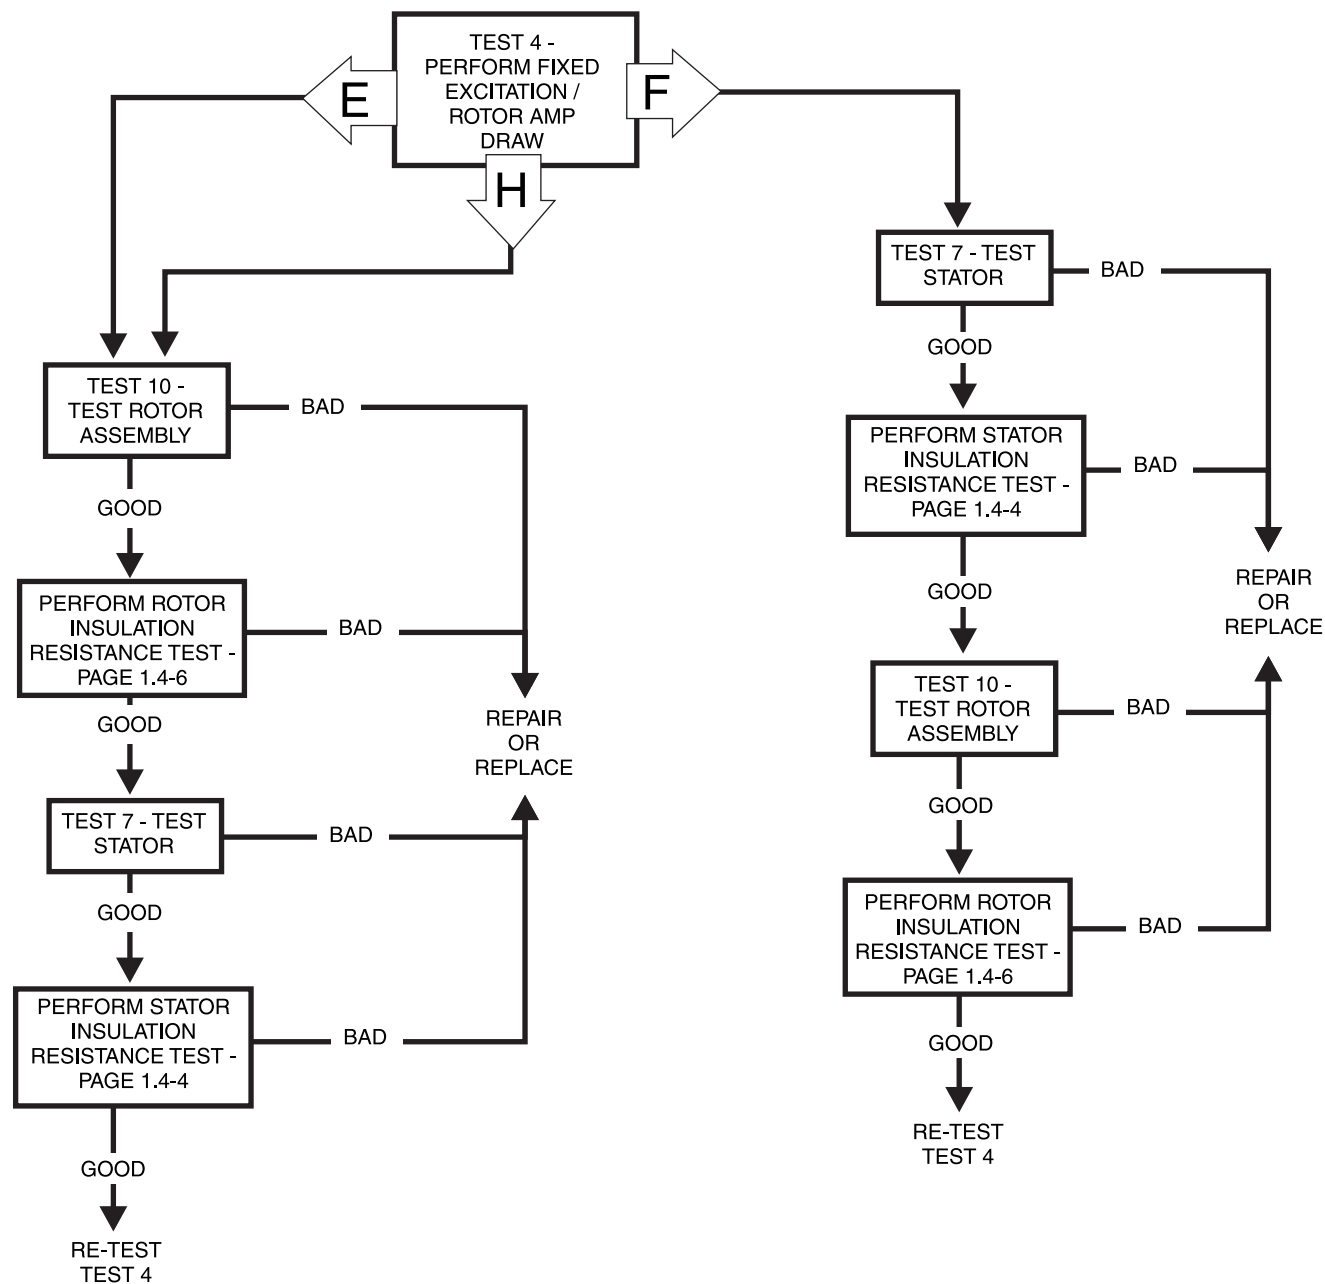 TEST 4 -
PERFORM FIXED
EXCITATION /
ROTOR AMP
DRAW
E
F
H
TEST 10 -
TEST ROTOR
ASSEMBLY
BAD
GOOD
PERFORM ROTOR
INSULATION
RESISTANCE TEST -
PAGE 1.4-6
BAD
GOOD
TEST 7 - TEST
STATOR
BAD
GOOD
PERFORM STATOR
INSULATION
RESISTANCE TEST -
PAGE 1.4-4
BAD
GOOD
RE-TEST
TEST 4
REPAIR
OR
REPLACE
TEST 7 - TEST
STATOR
BAD
GOOD
PERFORM STATOR
INSULATION
RESISTANCE TEST -
PAGE 1.4-4
BAD
GOOD
TEST 10 -
TEST ROTOR
ASSEMBLY
BAD
GOOD
PERFORM ROTOR
INSULATION
RESISTANCE TEST -
PAGE 1.4-6
BAD
GOOD
RE-TEST
TEST 4
REPAIR
OR
REPLACE